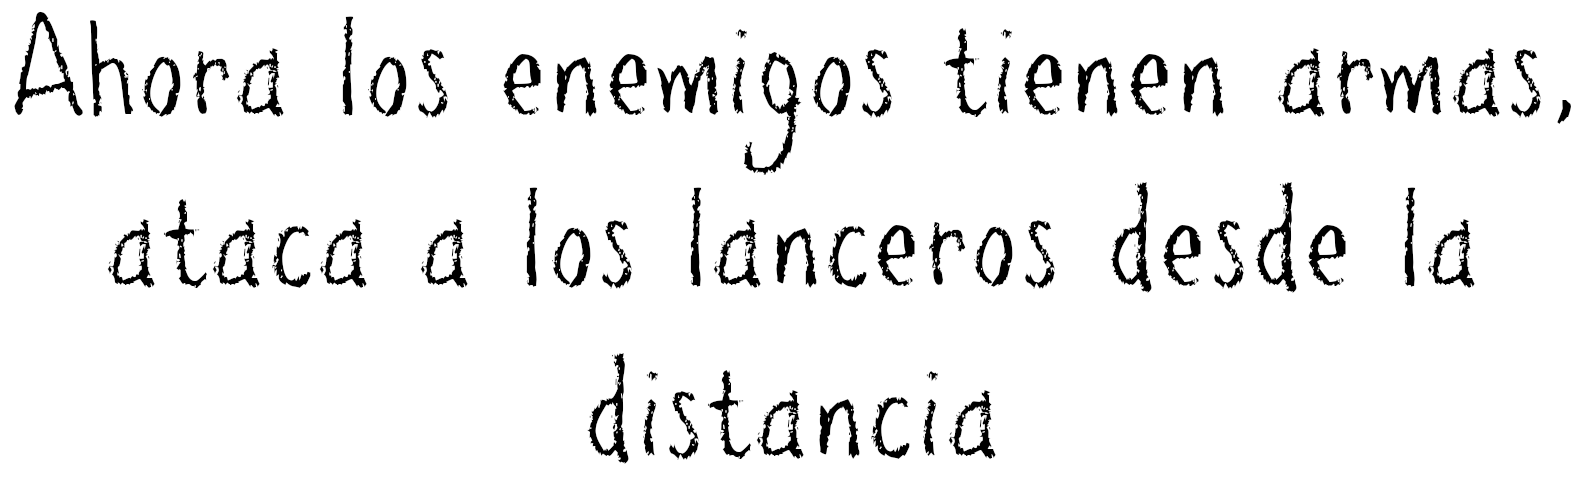 Ahora los enemigos tienen armas,
ataca a los lanceros desde la
distancia